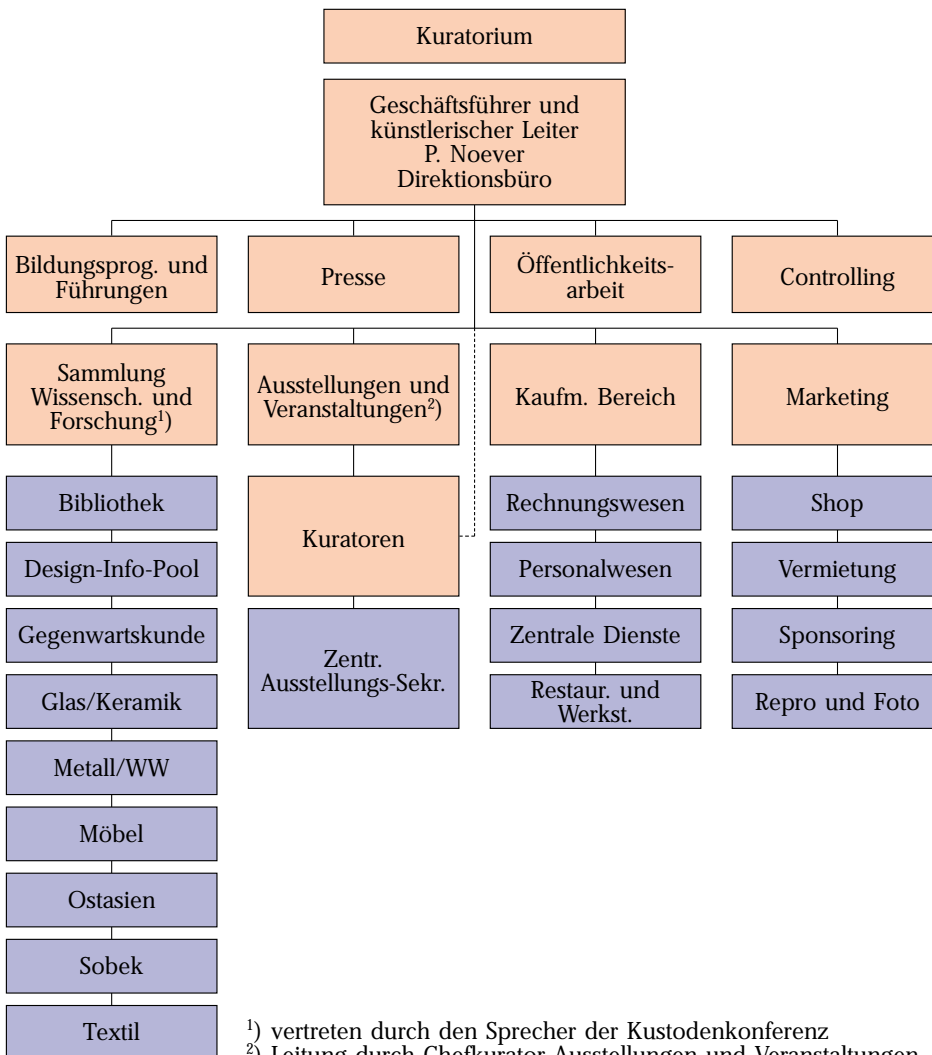 Kuratorium
Geschäftsführer und
künstlerischer Leiter
P. Noever
Direktionsbüro
Bildungsprog. und
Führungen
Presse
Öffentlichkeits-
arbeit
Controlling
Sammlung
Wissensch. und
Forschung¹)
Ausstellungen und
Veranstaltungen²)
Kaufm. Bereich
Marketing
Bibliothek
Design-Info-Pool
Gegenwartskunde
Glas/Keramik
Metall/WW
Möbel
Ostasien
Sobek
Textil
Kuratoren
Zentr.
Ausstellungs-Sekr.
Rechnungswesen
Personalwesen
Zentrale Dienste
Restaur. und
Werkst.
Shop
Vermietung
Sponsoring
Repro und Foto
¹) vertreten durch den Sprecher der Kustodenkonferenz
²) Leitung durch Chefkurator Ausstellungen und Veranstaltungen